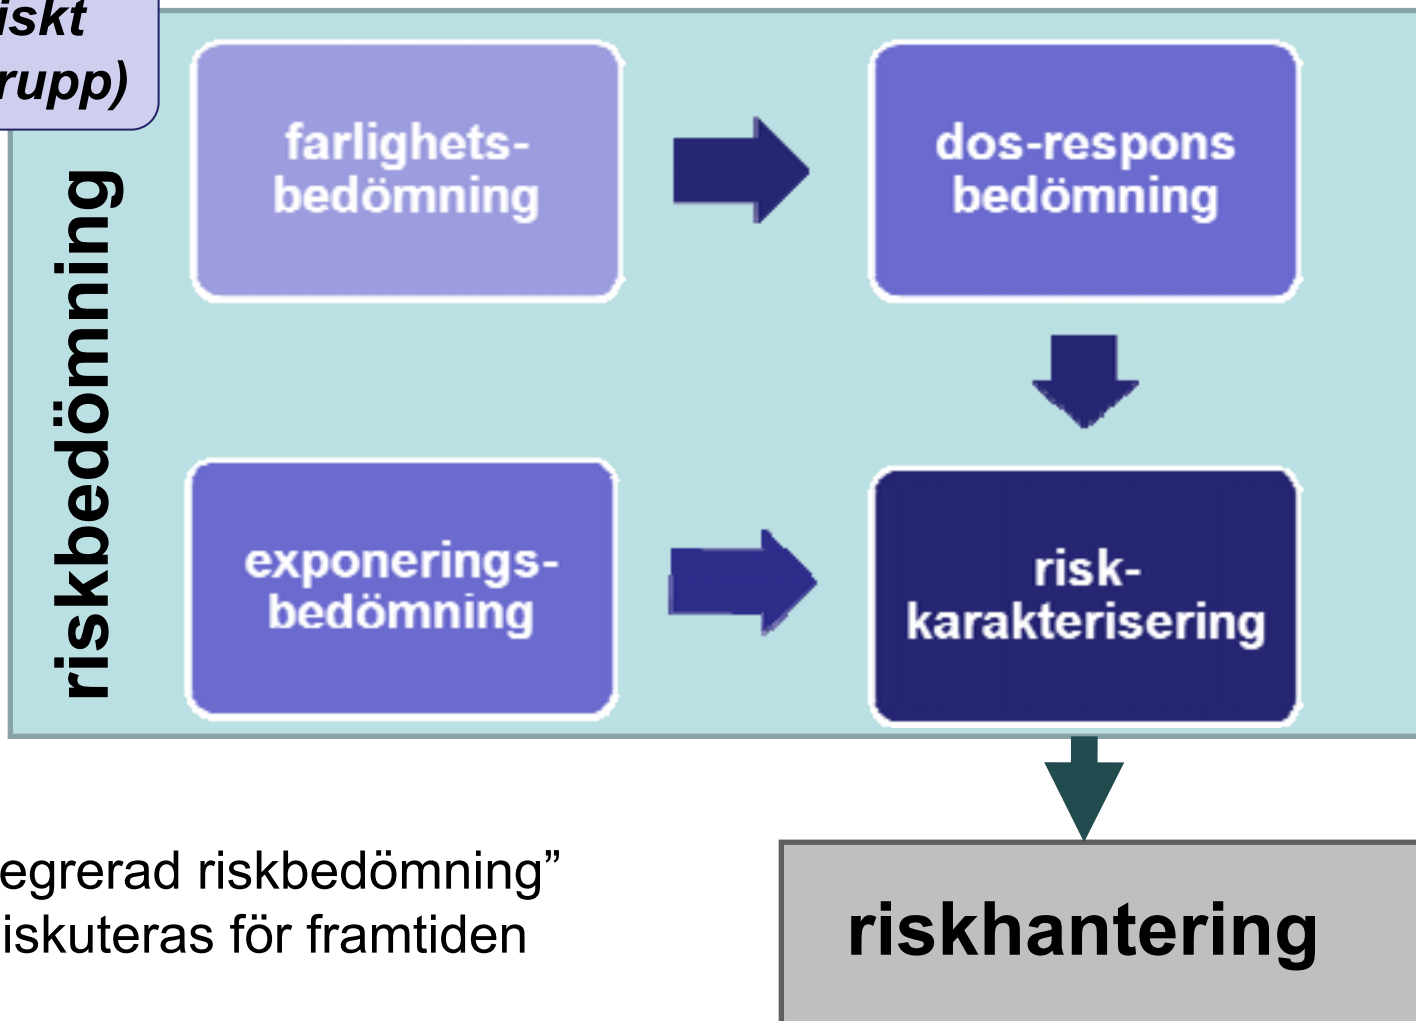 iskt
rupp)
riskbedömning
farlighets-
bedömning
dos-respons
bedömning
exponerings-
bedömning
risk-
karakterisering
egrerad riskbedömning”
iskuteras för framtiden
riskhantering